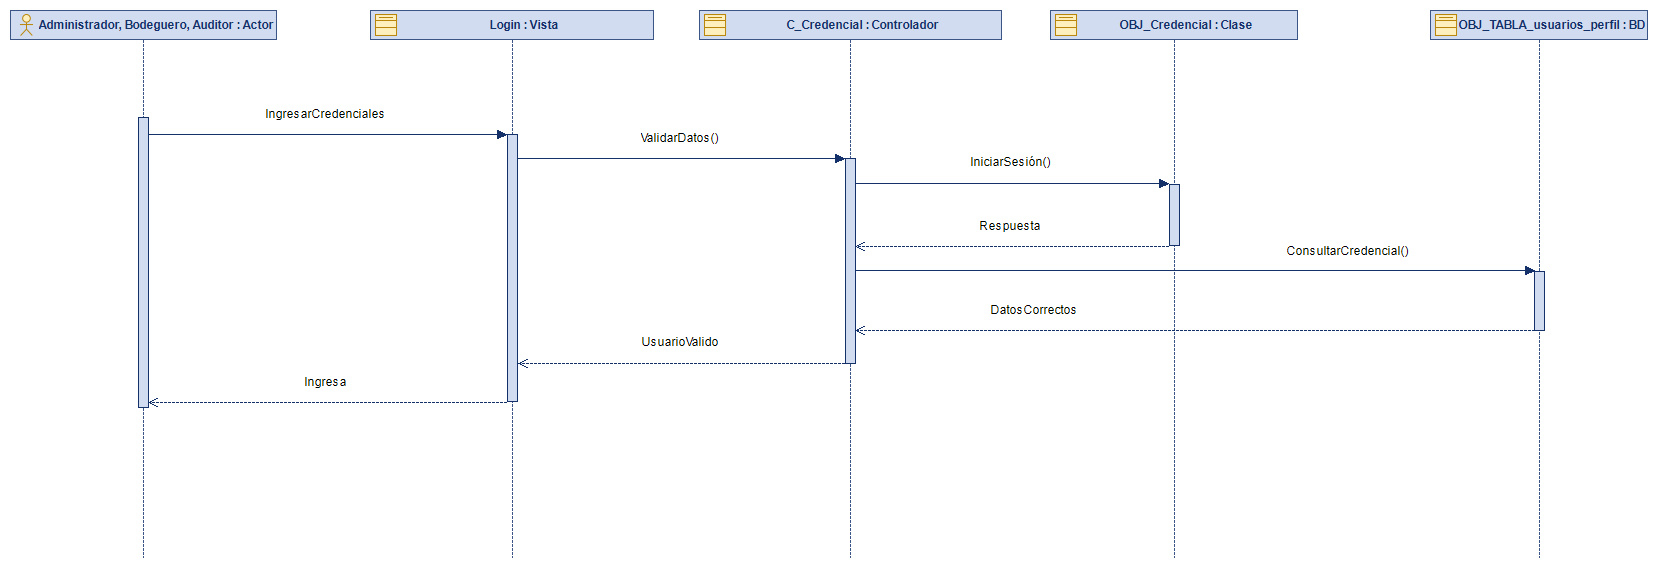 Administrador, Bodeguero, Auditor : Actor
Login : Vista
C_Credencial : Controlador
OBJ_Credencial : Clase
OBJ_TABLA_usuarios_perfil : BD
IngresarCredenciales
ValidarDatos()
IniciarSesión()
Respuesta
ConsultarCredencial()
DatosCorrectos
UsuarioValido
Ingresa